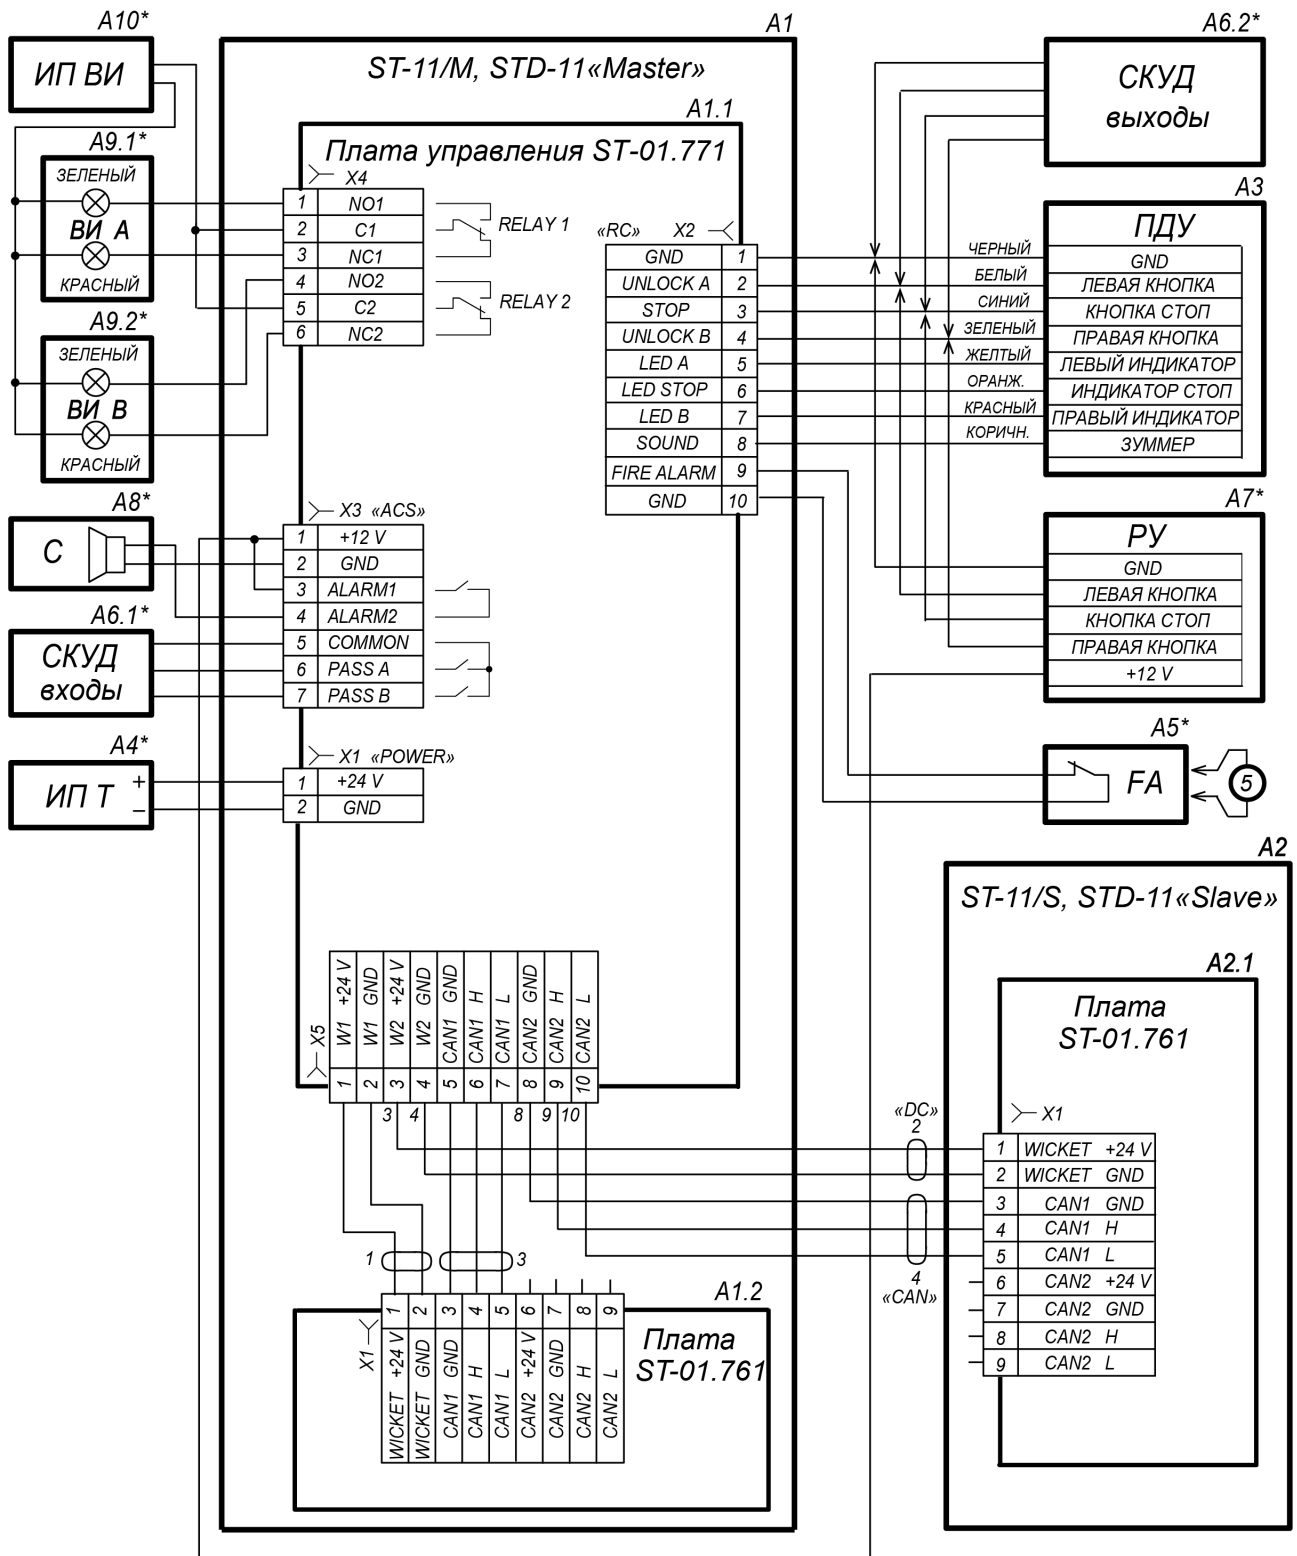 A10*
ИП ВИ
A9.1*
ЗЕЛЕНЫЙ
ВИ А
КРАСНЫЙ
A9.2*
ЗЕЛЕНЫЙ
ВИ В
КРАСНЫЙ
A8*
С
A6.1*
СКУД
входы
A4*
ИП Т
+
−
A1
ST-11/M, STD-11«Master»
A1.1
Плата управления ST-01.771
X4
1 NO1
2 C1
3 NC1
4 NO2
5 C2
6 NC2
RELAY 1
RELAY 2
«RC» X2
GND 1
UNLOCK A 2
STOP 3
UNLOCK B 4
LED A 5
LED STOP 6
LED B 7
SOUND 8
FIRE ALARM 9
GND 10
X3 «ACS»
1 +12 V
2 GND
3 ALARM1
4 ALARM2
5 COMMON
6 PASS A
7 PASS B
X1 «POWER»
1 +24 V
2 GND
X5
1 W1 +24 V
2 W1 GND
3 W2 +24 V
4 W2 GND
5 CAN1 GND
6 CAN1 H
7 CAN1 L
8 CAN2 GND
9 CAN2 H
10 CAN2 L
3 4 8 9 10
1 3
A1.2
Плата
ST-01.761
X1
1 WICKET +24 V
2 WICKET GND
3 CAN1 GND
4 CAN1 H
5 CAN1 L
6 CAN2 +24 V
7 CAN2 GND
8 CAN2 H
9 CAN2 L
A6.2*
СКУД
выходы
A3
ПДУ
ЧЕРНЫЙ GND
БЕЛЫЙ ЛЕВАЯ КНОПКА
СИНИЙ КНОПКА СТОП
ЗЕЛЕНЫЙ ПРАВАЯ КНОПКА
ЖЕЛТЫЙ ЛЕВЫЙ ИНДИКАТОР
ОРАНЖ. ИНДИКАТОР СТОП
КРАСНЫЙ ПРАВЫЙ ИНДИКАТОР
КОРИЧН. ЗУММЕР
A7*
РУ
GND
ЛЕВАЯ КНОПКА
КНОПКА СТОП
ПРАВАЯ КНОПКА
+12 V
A5*
FA
5
A2
ST-11/S, STD-11«Slave»
A2.1
Плата
ST-01.761
«DC»
2
4
«CAN»
X1
1 WICKET +24 V
2 WICKET GND
3 CAN1 GND
4 CAN1 H
5 CAN1 L
6 CAN2 +24 V
7 CAN2 GND
8 CAN2 H
9 CAN2 L